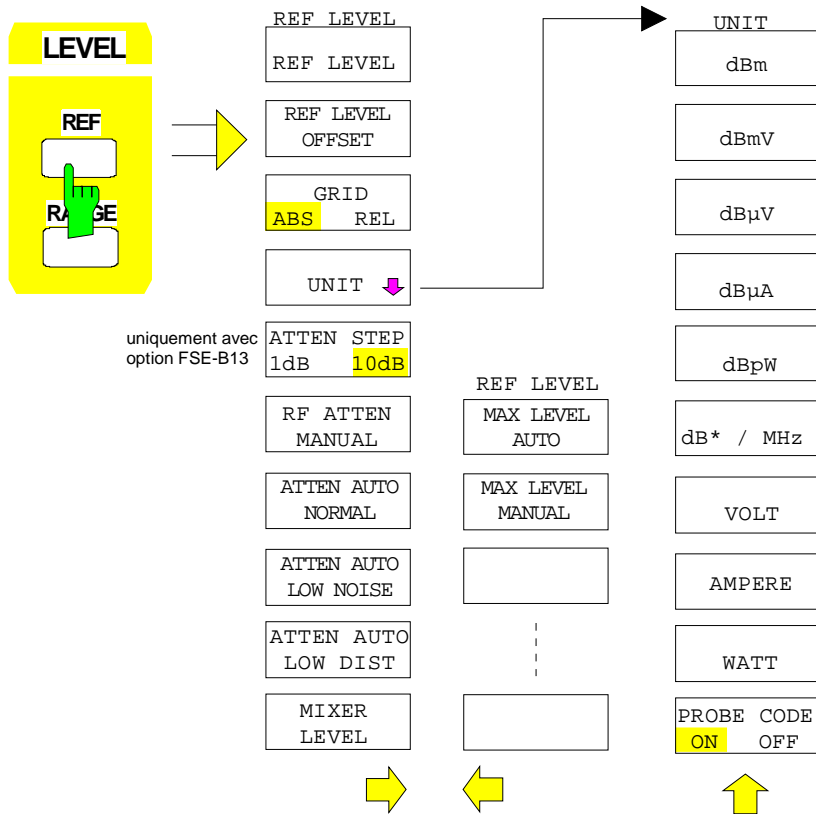 LEVEL
REF
RANGE
REF LEVEL
REF LEVEL
REF LEVEL
OFFSET
GRID
ABS REL
UNIT
uniquement avec
option FSE-B13
ATTEN STEP
1dB 10dB
RF ATTEN
MANUAL
ATTEN AUTO
NORMAL
ATTEN AUTO
LOW NOISE
ATTEN AUTO
LOW DIST
MIXER
LEVEL
REF LEVEL
MAX LEVEL
AUTO
MAX LEVEL
MANUAL
UNIT
dBm
dBmV
dBµV
dBµA
dBpW
dB* / MHz
VOLT
AMPERE
WATT
PROBE CODE
ON OFF